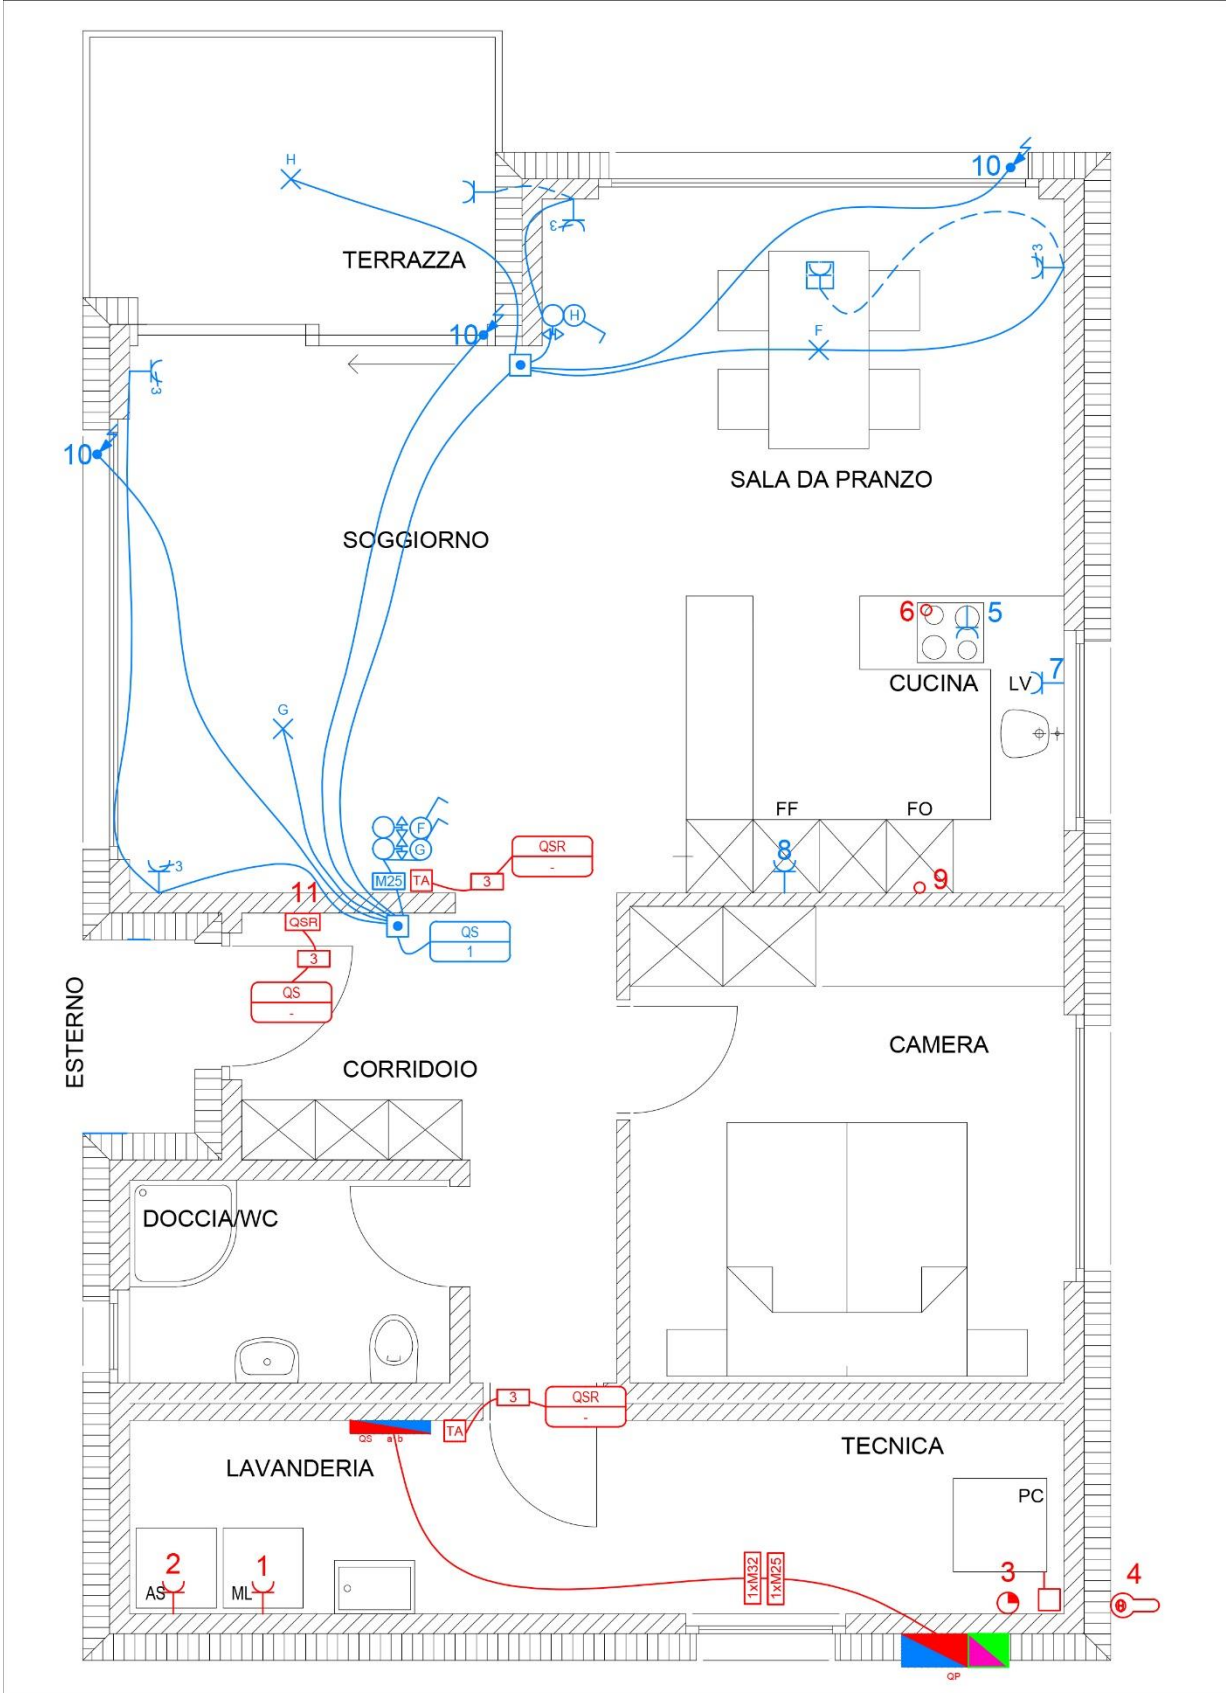 H
10
3
TERRAZZA
3
H
10
F
3
10
SOGGIORNO
SALA DA PRANZO
6
5
CUCINA
LV
7
G
FF
FO
F
G
8
3
M25
TA
3
QSR
-
9
11
QSR
3
QS
-
QS
1
ESTERNO
CORRIDOIO
CAMERA
DOCCIA/WC
3
QSR
-
TA
QS a/b
LAVANDERIA
TECNICA
PC
2
AS
1
ML
1xM32
1xM25
3
4
QP